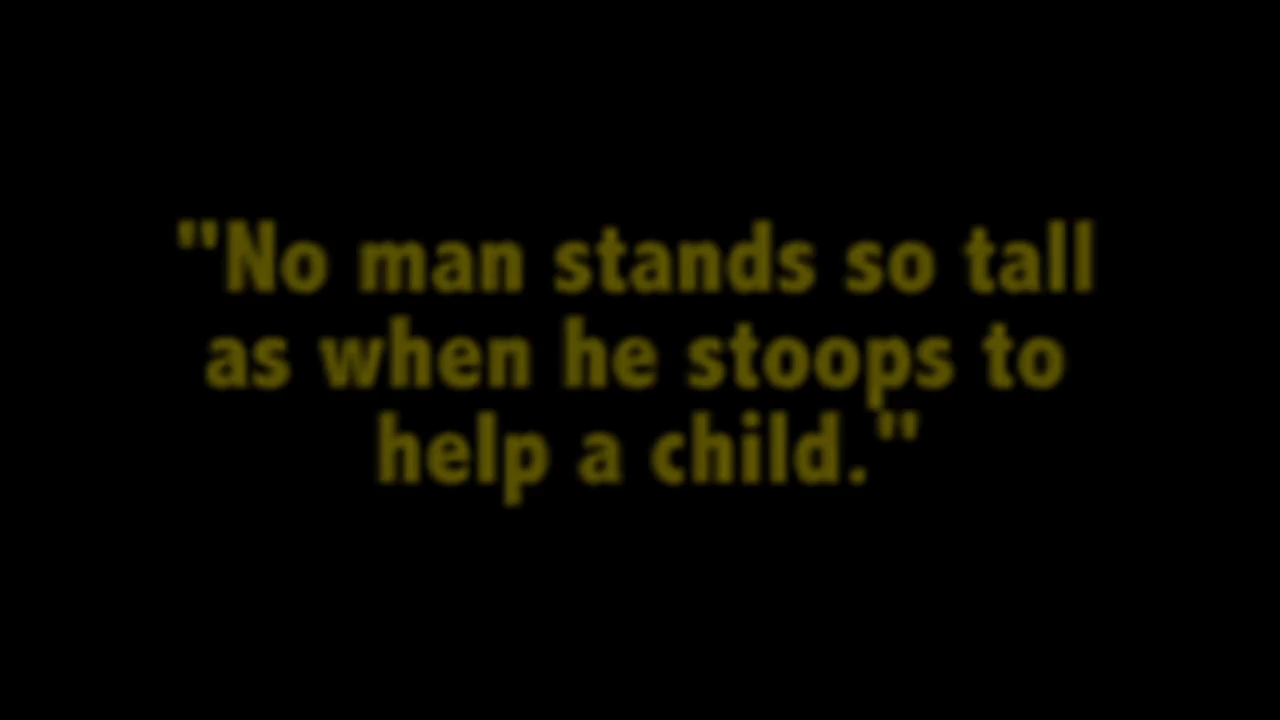 "No man stands so tall
as when he stoops to
help a child."